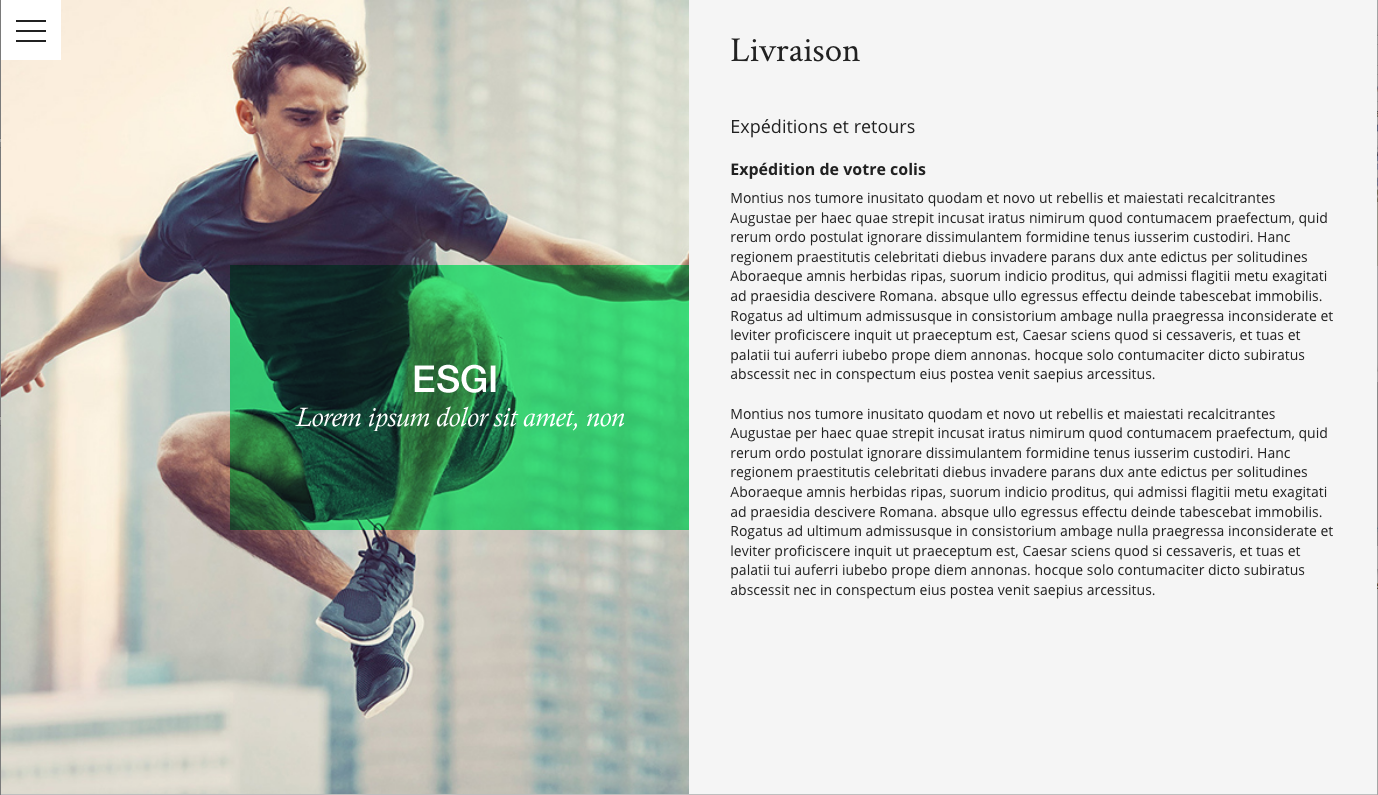 ESGI
Lorem ipsum dolor sit amet, non
Livraison
Expéditions et retours
Expédition de votre colis
Montius nos tumore inusitato quodam et novo ut rebellis et maiestati recalcitrantes
Augustae per haec quae strepit incusat iratus nimirum quod contumacem praefectum, quid
rerum ordo postulat ignorare dissimulantem formidine tenus iusserim custodiri. Hanc
regionem praestitutis celebritati diebus invadere parans dux ante edictus per solitudines
Aboraeque amnis herbidas ripas, suorum indicio proditus, qui admissi flagitii metu exagitati
ad praesidia descivere Romana. absque ullo egressus effectu deinde tabescebat immobilis.
Rogatus ad ultimum admissusque in consistorium ambage nulla praegressa inconsiderate et
leviter proficiscere inquit ut praeceptum est, Caesar sciens quod si cessaveris, et tuas et
palatii tui auferri iubebo prope diem annonas. hocque solo contumaciter dicto subiratus
abscessit nec in conspectum eius postea venit saepius arcessitus.
Montius nos tumore inusitato quodam et novo ut rebellis et maiestati recalcitrantes
Augustae per haec quae strepit incusat iratus nimirum quod contumacem praefectum, quid
rerum ordo postulat ignorare dissimulantem formidine tenus iusserim custodiri. Hanc
regionem praestitutis celebritati diebus invadere parans dux ante edictus per solitudines
Aboraeque amnis herbidas ripas, suorum indicio proditus, qui admissi flagitii metu exagitati
ad praesidia descivere Romana. absque ullo egressus effectu deinde tabescebat immobilis.
Rogatus ad ultimum admissusque in consistorium ambage nulla praegressa inconsiderate et
leviter proficiscere inquit ut praeceptum est, Caesar sciens quod si cessaveris, et tuas et
palatii tui auferri iubebo prope diem annonas. hocque solo contumaciter dicto subiratus
abscessit nec in conspectum eius postea venit saepius arcessitus.